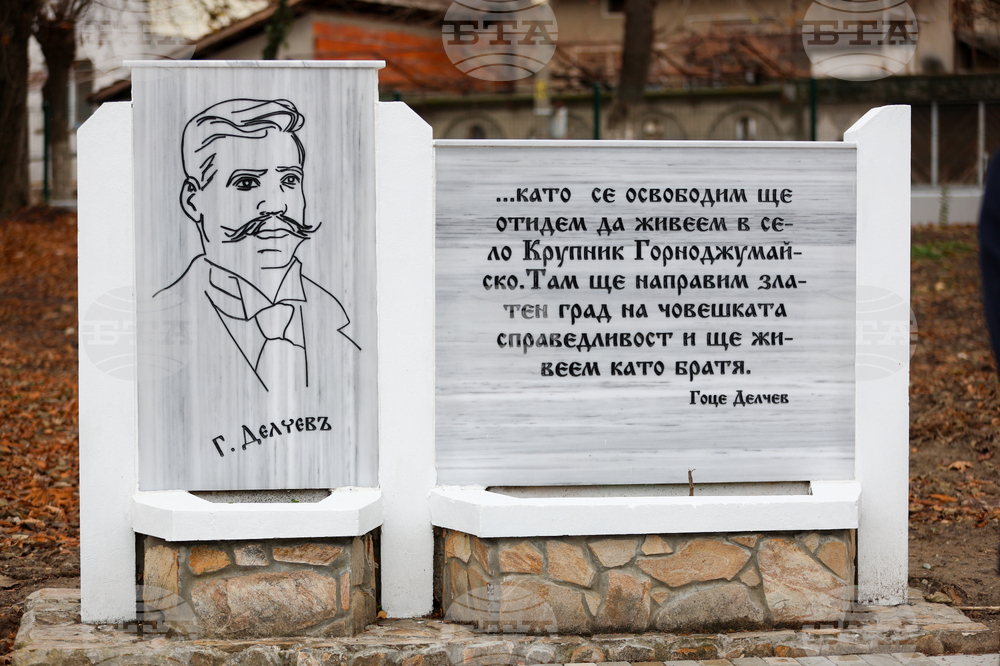 БТА
БТА
...като се освободим ще
отидем да живеем в се-
ло Крупник Горноджумай-
ско.Там ще направим зла-
тен град на човешката
справедливост и ще жи-
веем като братя.
Гоце Делчев
Г. Делчевъ